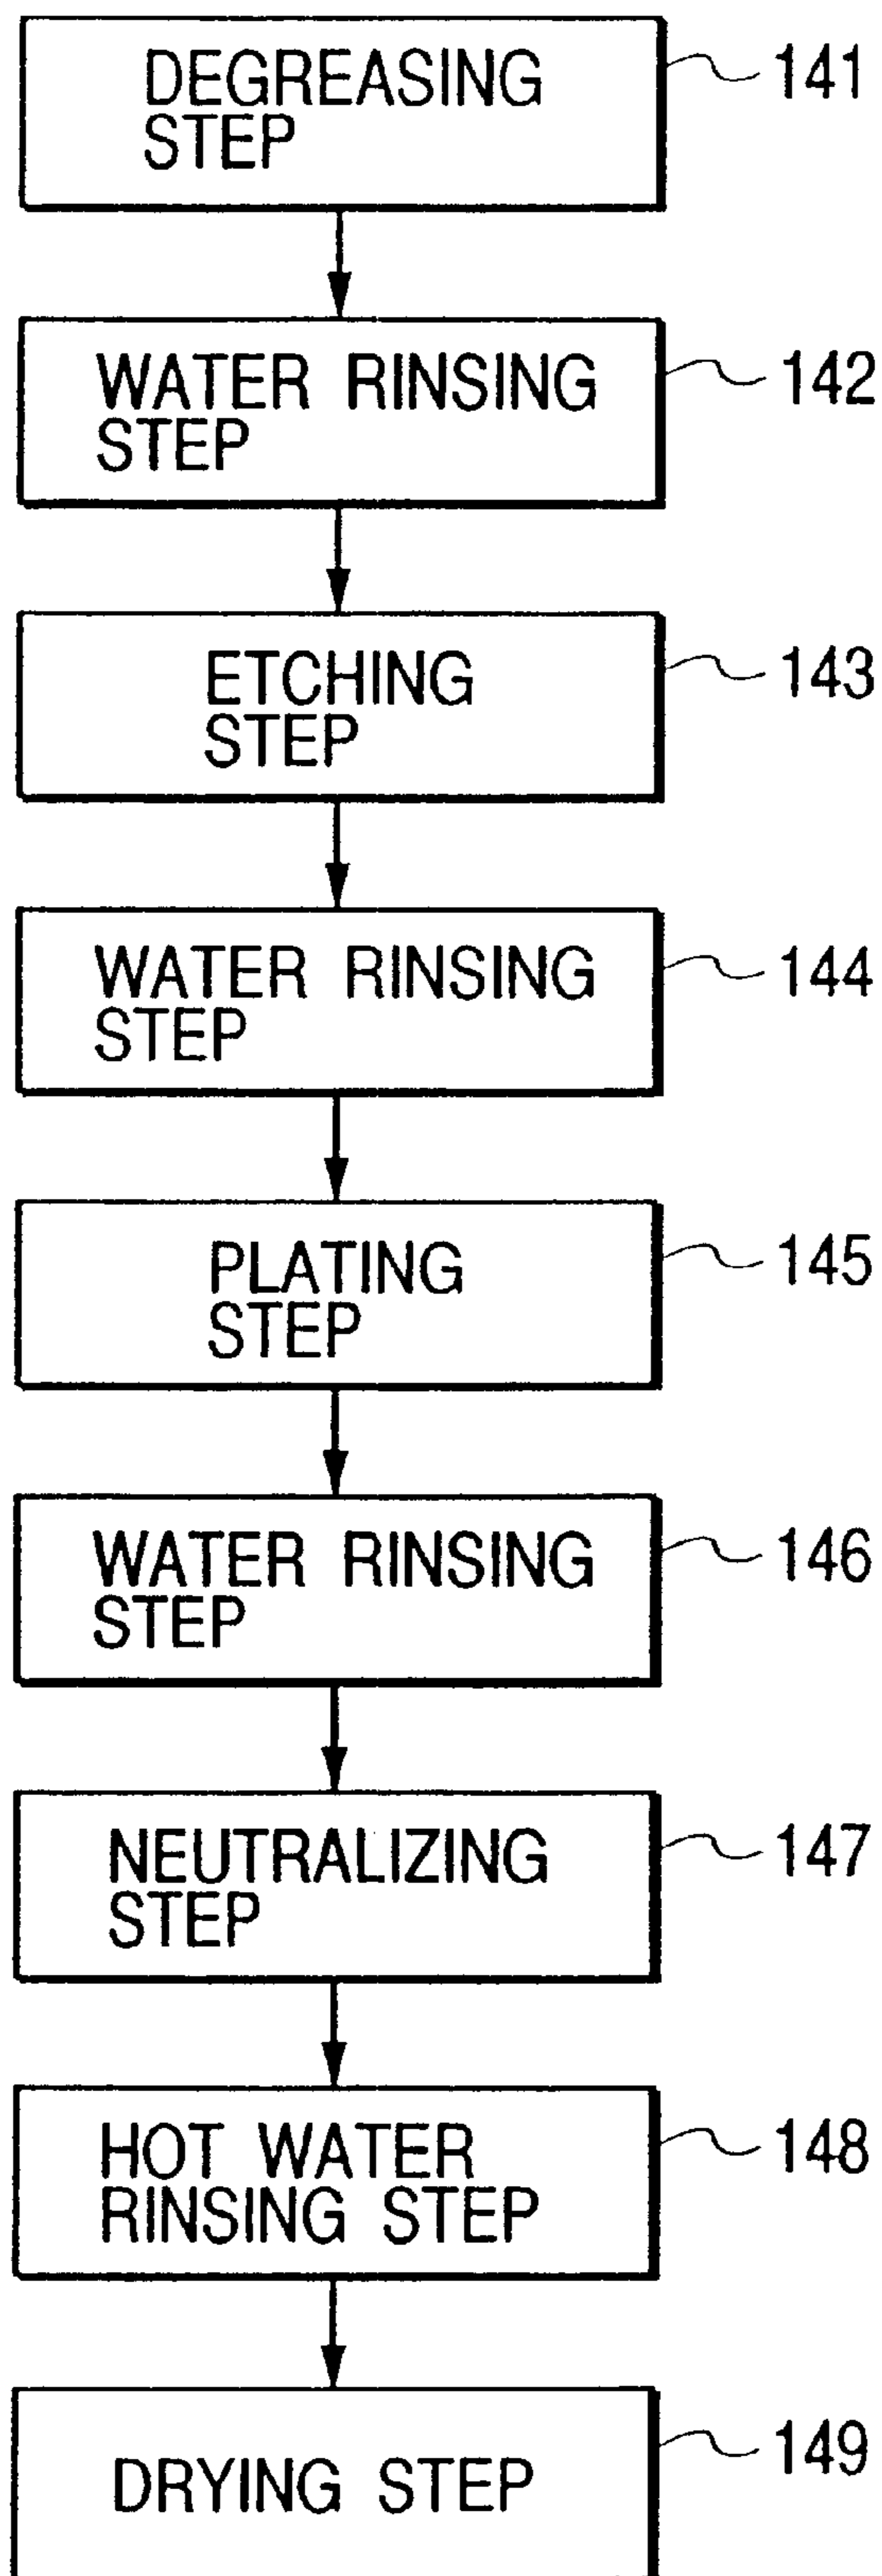 DEGREASING
STEP
141
WATER RINSING
STEP
142
ETCHING
STEP
143
WATER RINSING
STEP
144
PLATING
STEP
145
WATER RINSING
STEP
146
NEUTRALIZING
STEP
147
HOT WATER
RINSING STEP
148
DRYING STEP
149